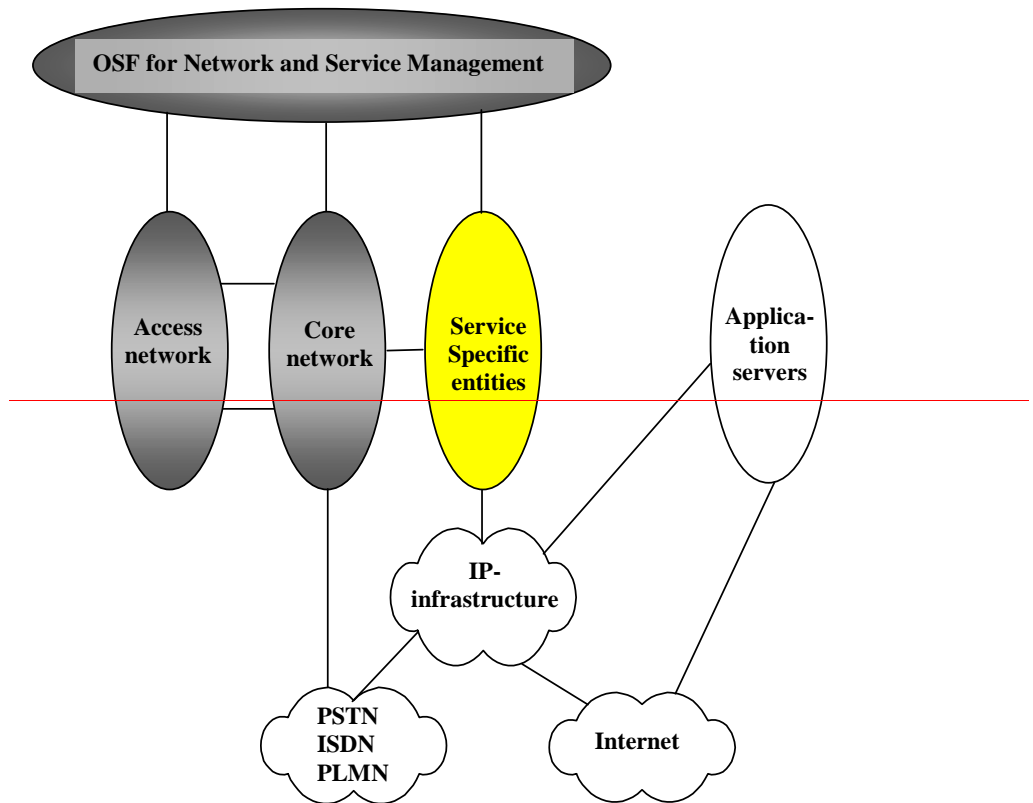 OSF for Network and Service Management
Access
network
Core
network
Service
Specific
entities
Applica-
tion
servers
IP-
infrastructure
PSTN
ISDN
PLMN
Internet